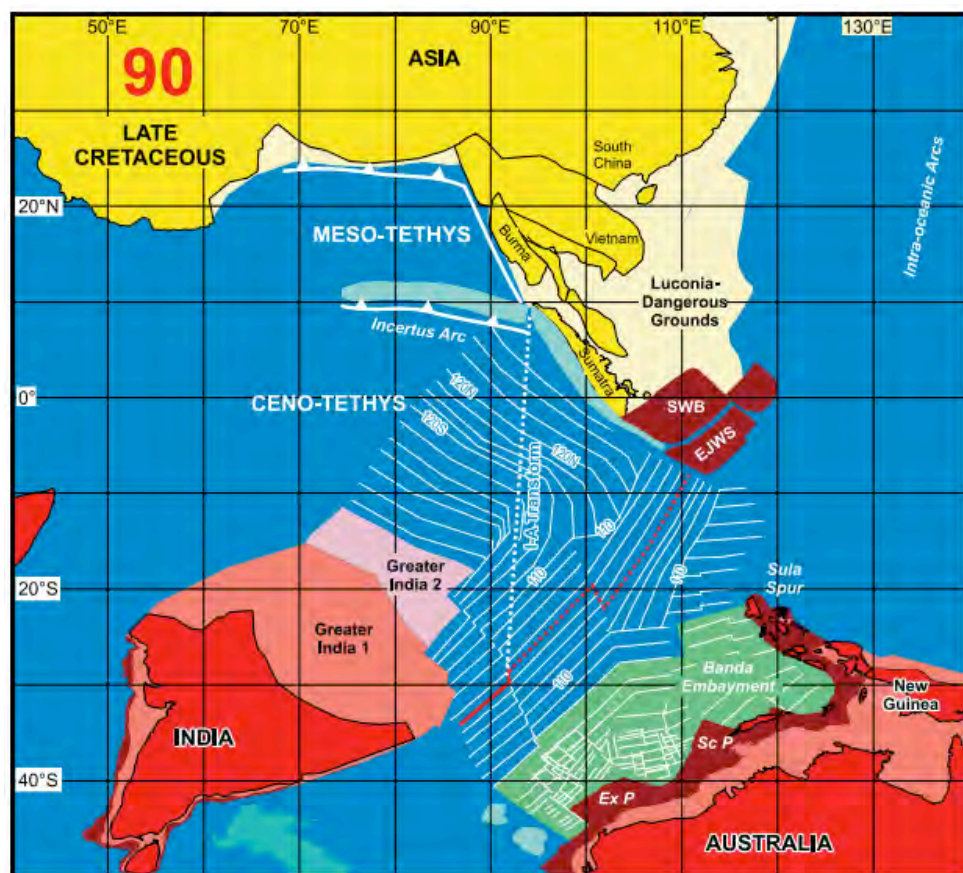 50°E 70°E 90°E 110°E 130°E
90
ASIA
LATE
CRETACEOUS
South
China
20°N
MESO-TETHYS
Burma
Vietnam
Intra-oceanic Arcs
Luconia-
Dangerous
Grounds
Incertus Arc
Sumatra
0°
CENO-TETHYS
120N
120S
120N
SWB
EJWS
I-A Transform
110
110
110
110
20°S
Greater
India 2
Greater
India 1
Sula
Spur
Banda
Embayment
New
Guinea
INDIA
Sc P
40°S
Ex P
AUSTRALIA